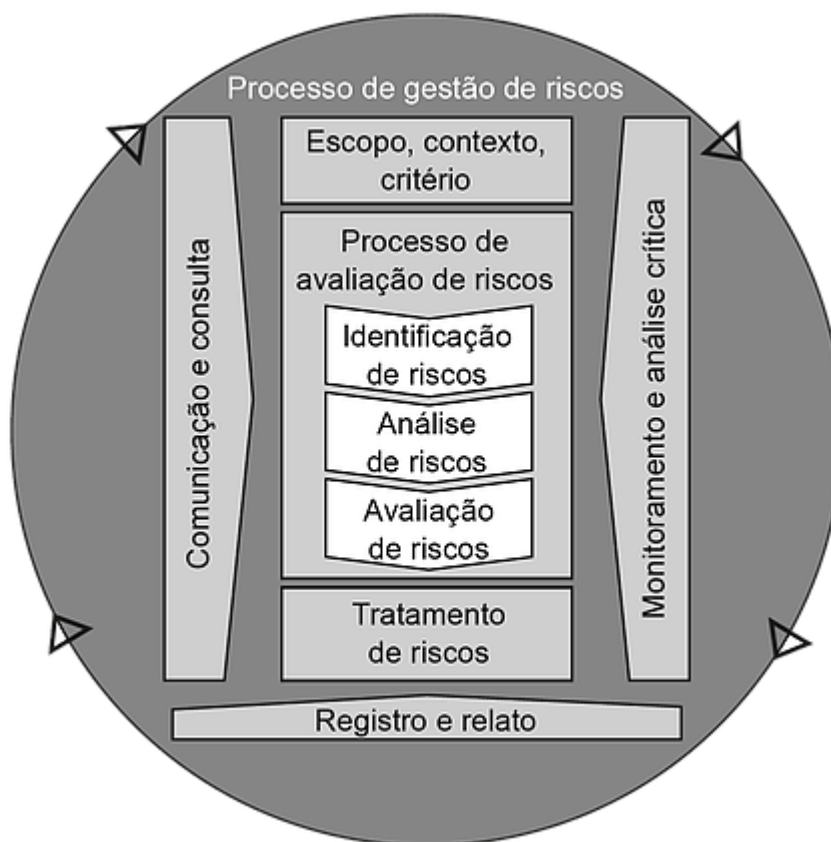 Processo de gestão de riscos
Comunicação e consulta
Escopo, contexto,
critério
Processo de
avaliação de riscos
Identificação
de riscos
Análise
de riscos
Avaliação
de riscos
Tratamento
de riscos
Monitoramento e análise crítica
Registro e relato